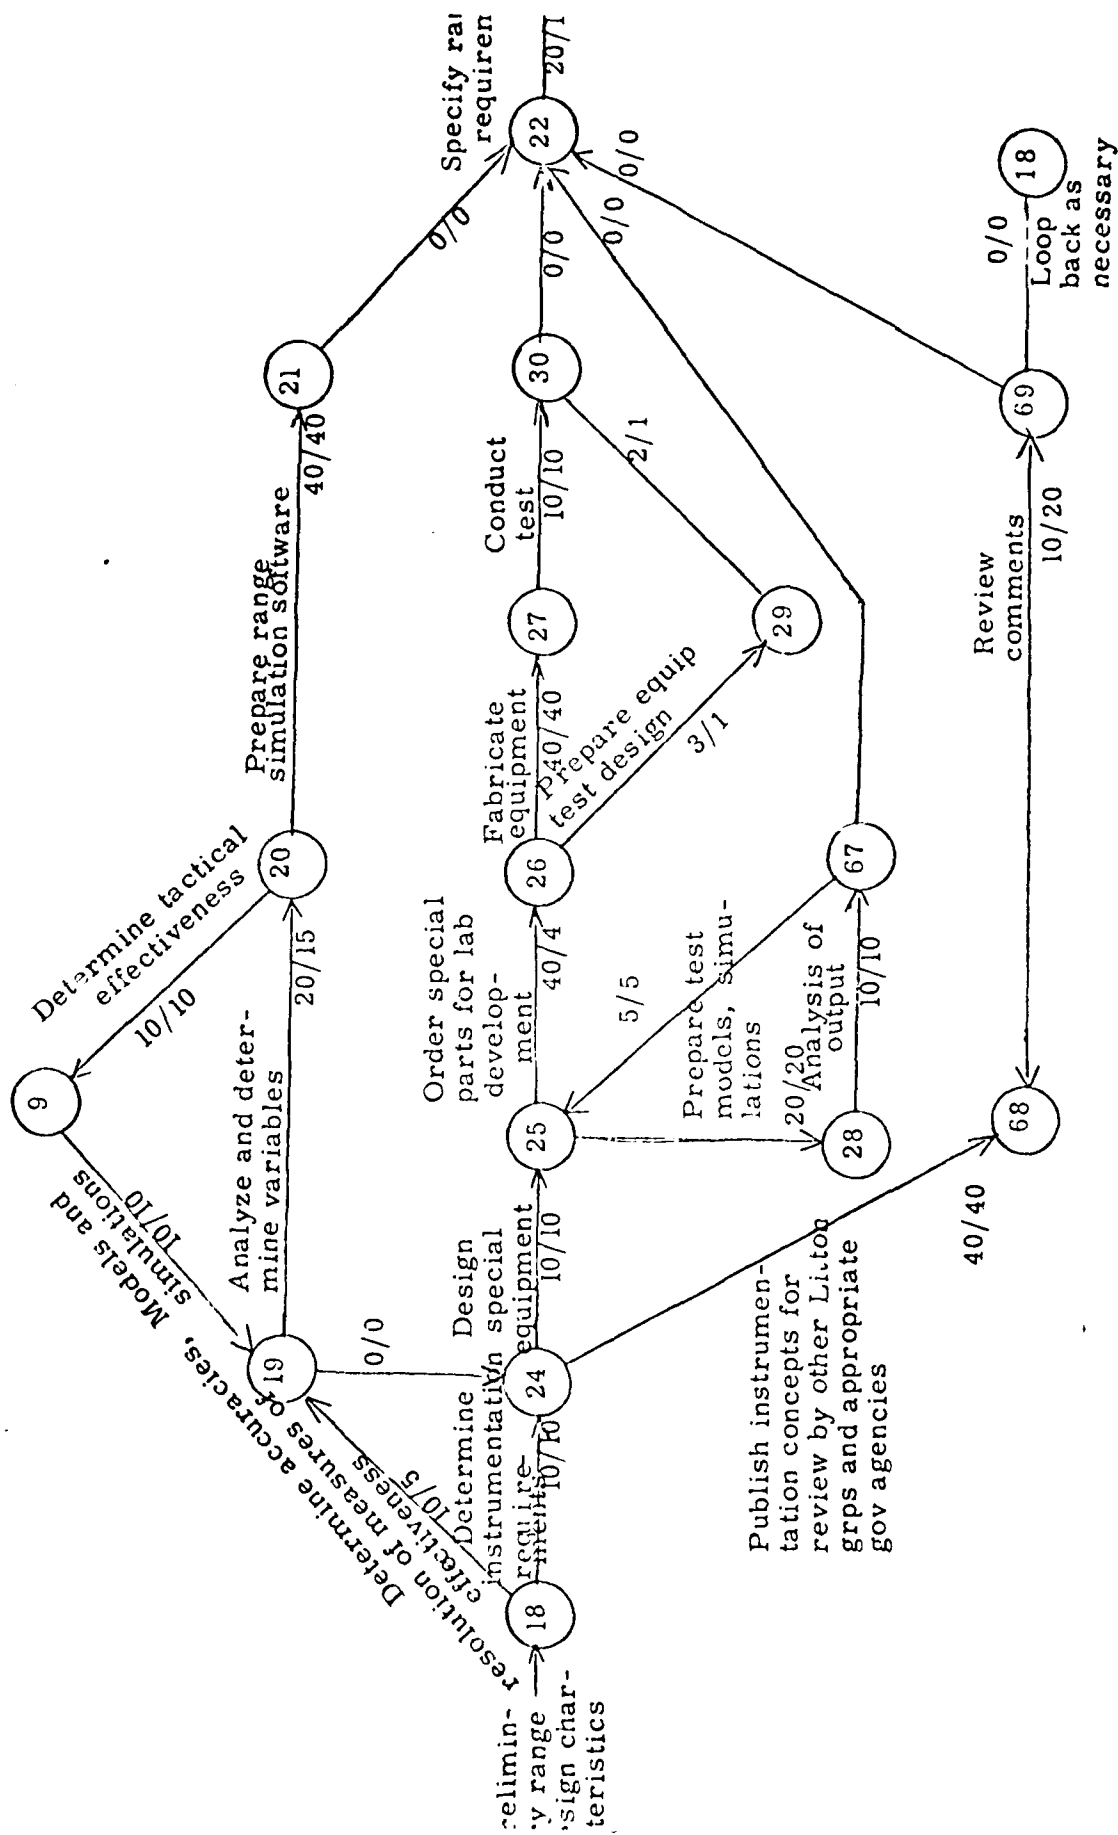 Determine tactical
effectiveness
10/10
9
Models and
simulations
10/10
Analyze and deter-
mine variables
20/15
20
Prepare range
simulation software
40/40
21
0/0
Specify
22
20/1
19
0/0
Determine accuracies,
resolution of measures of
effectiveness
10/5
range
18
Determine
instrumentation
require-
ments
10/10
24
Design
special
equipment
10/10
25
Order special
parts for lab
develop-
ment
40/4
26
Fabricate
equipment
40/40
27
Conduct
test
10/10
30
0/0
Prepare equip
test design
3/1
29
2/1
5/5
Prepare test
models, simu-
lations
20/20
28
Analysis of
output
10/10
67
0/0
Publish instrumen-
tation concepts for
review by other Litton
grps and appropriate
gov agencies
40/40
68
Review
comments
10/20
69
0/0
0/0
Loop
back as
necessary
18